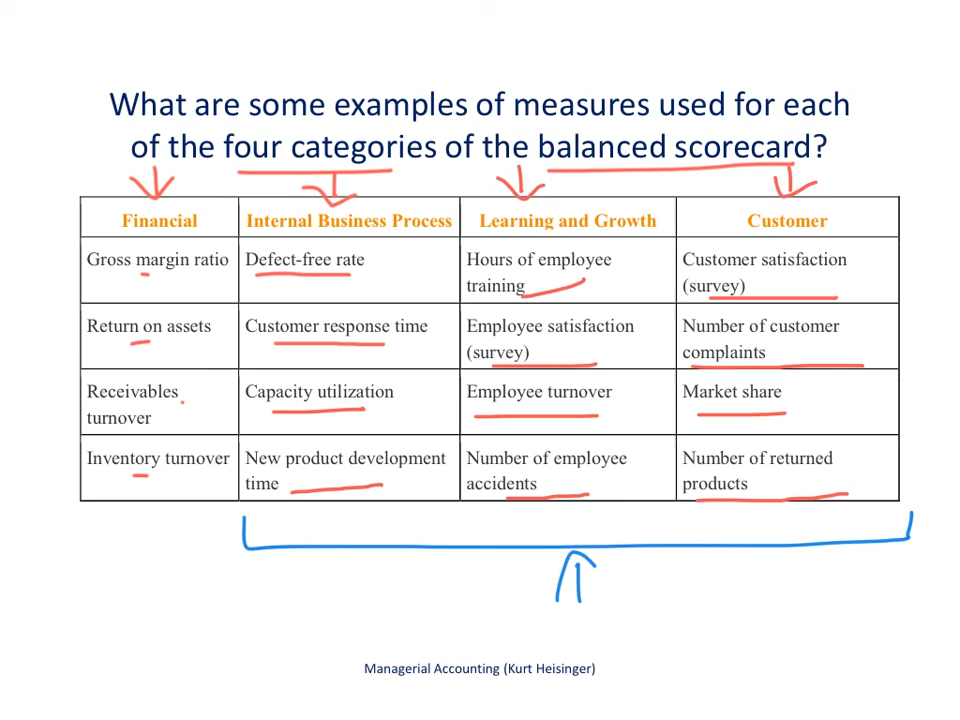 What are some examples of measures used for each
of the four categories of the balanced scorecard?
Financial Internal Business Process Learning and Growth Customer
Gross margin ratio Defect-free rate Hours of employee Customer satisfaction
training (survey)
Return on assets Customer response time Employee satisfaction Number of customer
(survey) complaints
Receivables Capacity utilization Employee turnover Market share
turnover
Inventory turnover New product development Number of employee Number of returned
time accidents products
Managerial Accounting (Kurt Heisinger)